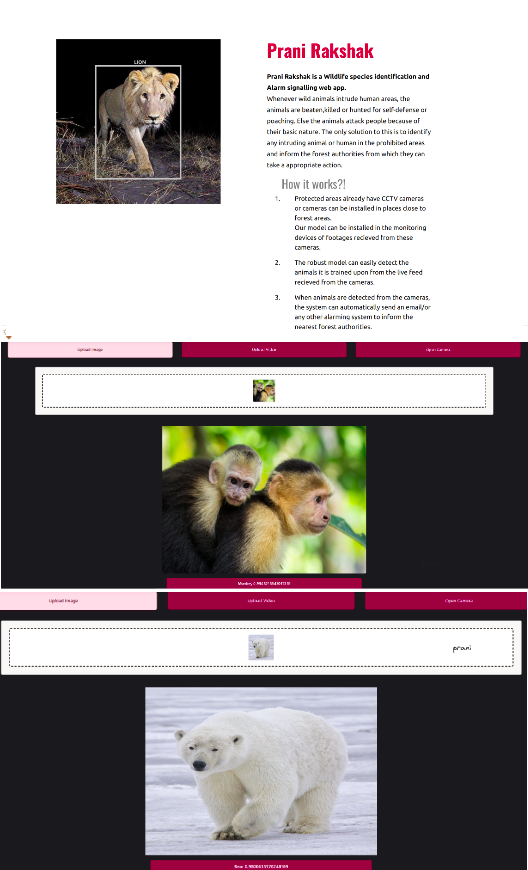 LION
Prani Rakshak
Prani Rakshak is a Wildlife species identification and
Alarm signalling web app.
Whenever wild animals intrude human areas, the
animals are beaten,killed or hunted for self-defense or
poaching. Else the animals attack people because of
their basic nature. The only solution to this is to identify
any intruding animal or human in the prohibited areas
and inform the forest authorities from which they can
take a appropriate action.
How it works?!
1. Protected areas already have CCTV cameras
or cameras can be installed in places close to
forest areas.
Our model can be installed in the monitoring
devices of footages recieved from these
cameras.
2. The robust model can easily detect the
animals it is trained upon from the live feed
recieved from the cameras.
3. When animals are detected from the cameras,
the system can automatically send an email/or
any other alarming system to inform the
nearest forest authorities.
Upload Image
Upload Video
Open Camera
Monkey,
Upload Image
Upload Video
Open Camera
prani
Bear,